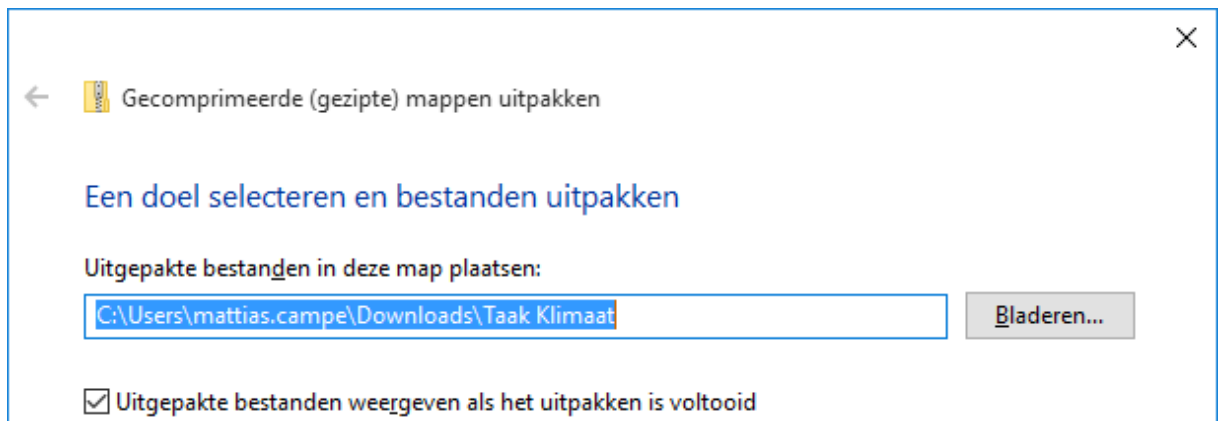 Gecomprimeerde (gezipte) mappen uitpakken
Een doel selecteren en bestanden uitpakken
Uitgepakte bestanden in deze map plaatsen:
C:\Users\mattias.campe\Downloads\Taak Klimaat
Bladeren...
Uitgepakte bestanden weergeven als het uitpakken is voltooid